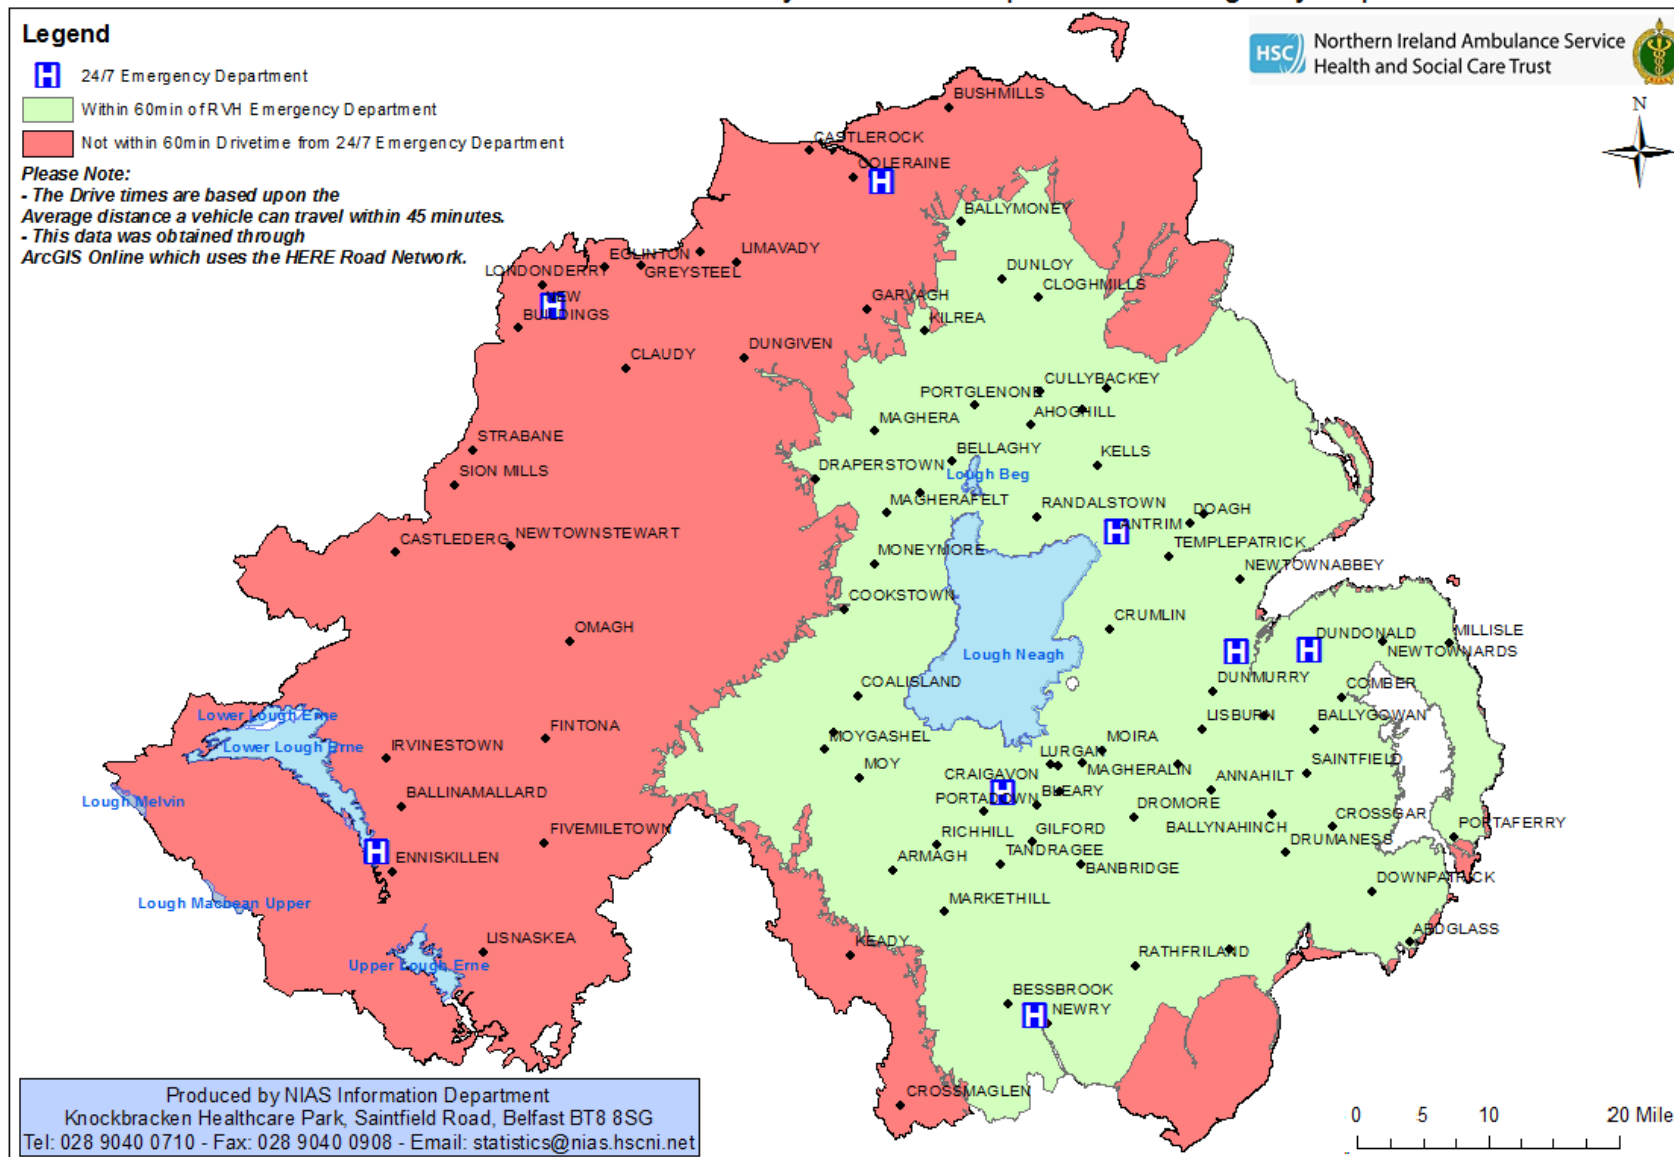 Legend
24/7 Emergency Department
Within 60min of RVH Emergency Department
Not within 60min Drivetime from 24/7 Emergency Department
Please Note:
- The Drive times are based upon the
Average distance a vehicle can travel within 45 minutes.
- This data was obtained through
ArcGIS Online which uses the HERE Road Network.
HSC
Northern Ireland Ambulance Service
Health and Social Care Trust
N
BUSHMILLS
CASTLEROCK
COLERAINE
H
BALLYMONEY
EGLINTON
LIMAVADY
LONDONDERRY
GREYSTEEL
DUNLOY
CLOGHMILLS
NEW
BUILDINGS
H
GARVAGH
KILREA
CLAUDY
DUNGIVEN
CULLYBACKEY
PORTGLENONE
MAGHERA
AHOGHILL
STRABANE
BELLAGHY
KELLS
SION MILLS
DRAPERSTOWN
Lough Beg
MAGHERAFELT
RANDALSTOWN
DOAGH
H
ANTRIM
CASTLEDERG
NEWTOWNSTEWART
MONEYMORE
TEMPLEPATRICK
NEWTOWNABBEY
COOKSTOWN
CRUMLIN
OMAGH
DUNDONALD
MILLISLE
H
H
NEWTOWNARDS
Lough Neagh
COALISLAND
DUNMURRY
COMBER
Lower Lough Erne
FINTONA
LISBURN
BALLYGOWAN
Lower Lough Erne
IRVINESTOWN
MOYGASHEL
MOIRA
LURGAN
SAINTFIELD
MOY
CRAIGAVON
MAGHERALIN
ANNAHILT
BALLINAMALLARD
H
BLEARY
Lough Melvin
PORTADOWN
DROMORE
CROSSGAR
PORTAFERRY
FIVEMILETOWN
RICHHILL
GILFORD
BALLYNAHINCH
DRUMANESS
H
ENNISKILLEN
ARMAGH
TANDRAGEE
BANBRIDGE
DOWNPATRICK
Lough Macbean Upper
MARKETHILL
ARDGLASS
LISNASKEA
KEADY
RATHFRILAND
Upper Lough Erne
BESSBROOK
H
NEWRY
CROSSMAGLEN
Produced by NIAS Information Department
Knockbracken Healthcare Park, Saintfield Road, Belfast BT8 8SG
Tel: 028 9040 0710 - Fax: 028 9040 0908 - Email: statistics@nias.hscni.net
0 5 10 20 Mile